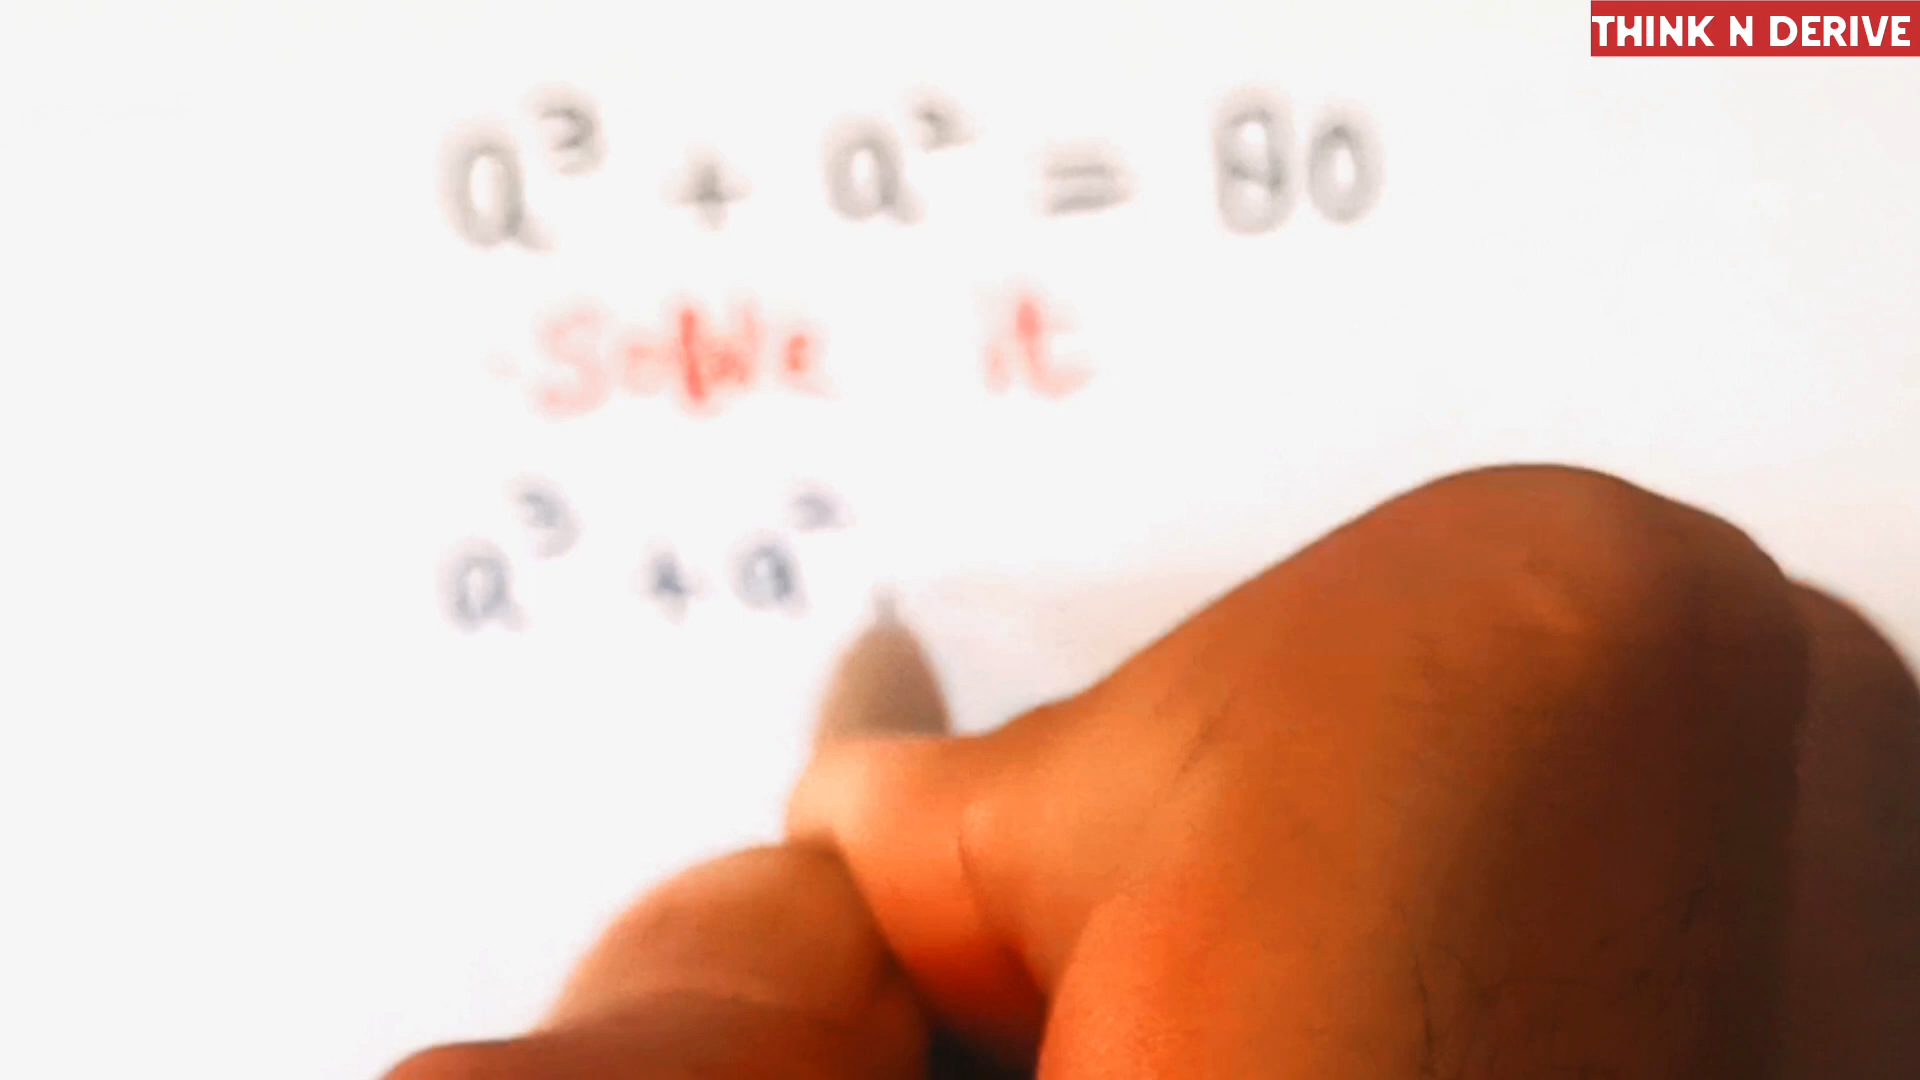 THINK N DERIVE
a³ + a² = 80
Solve it
a³ + a²